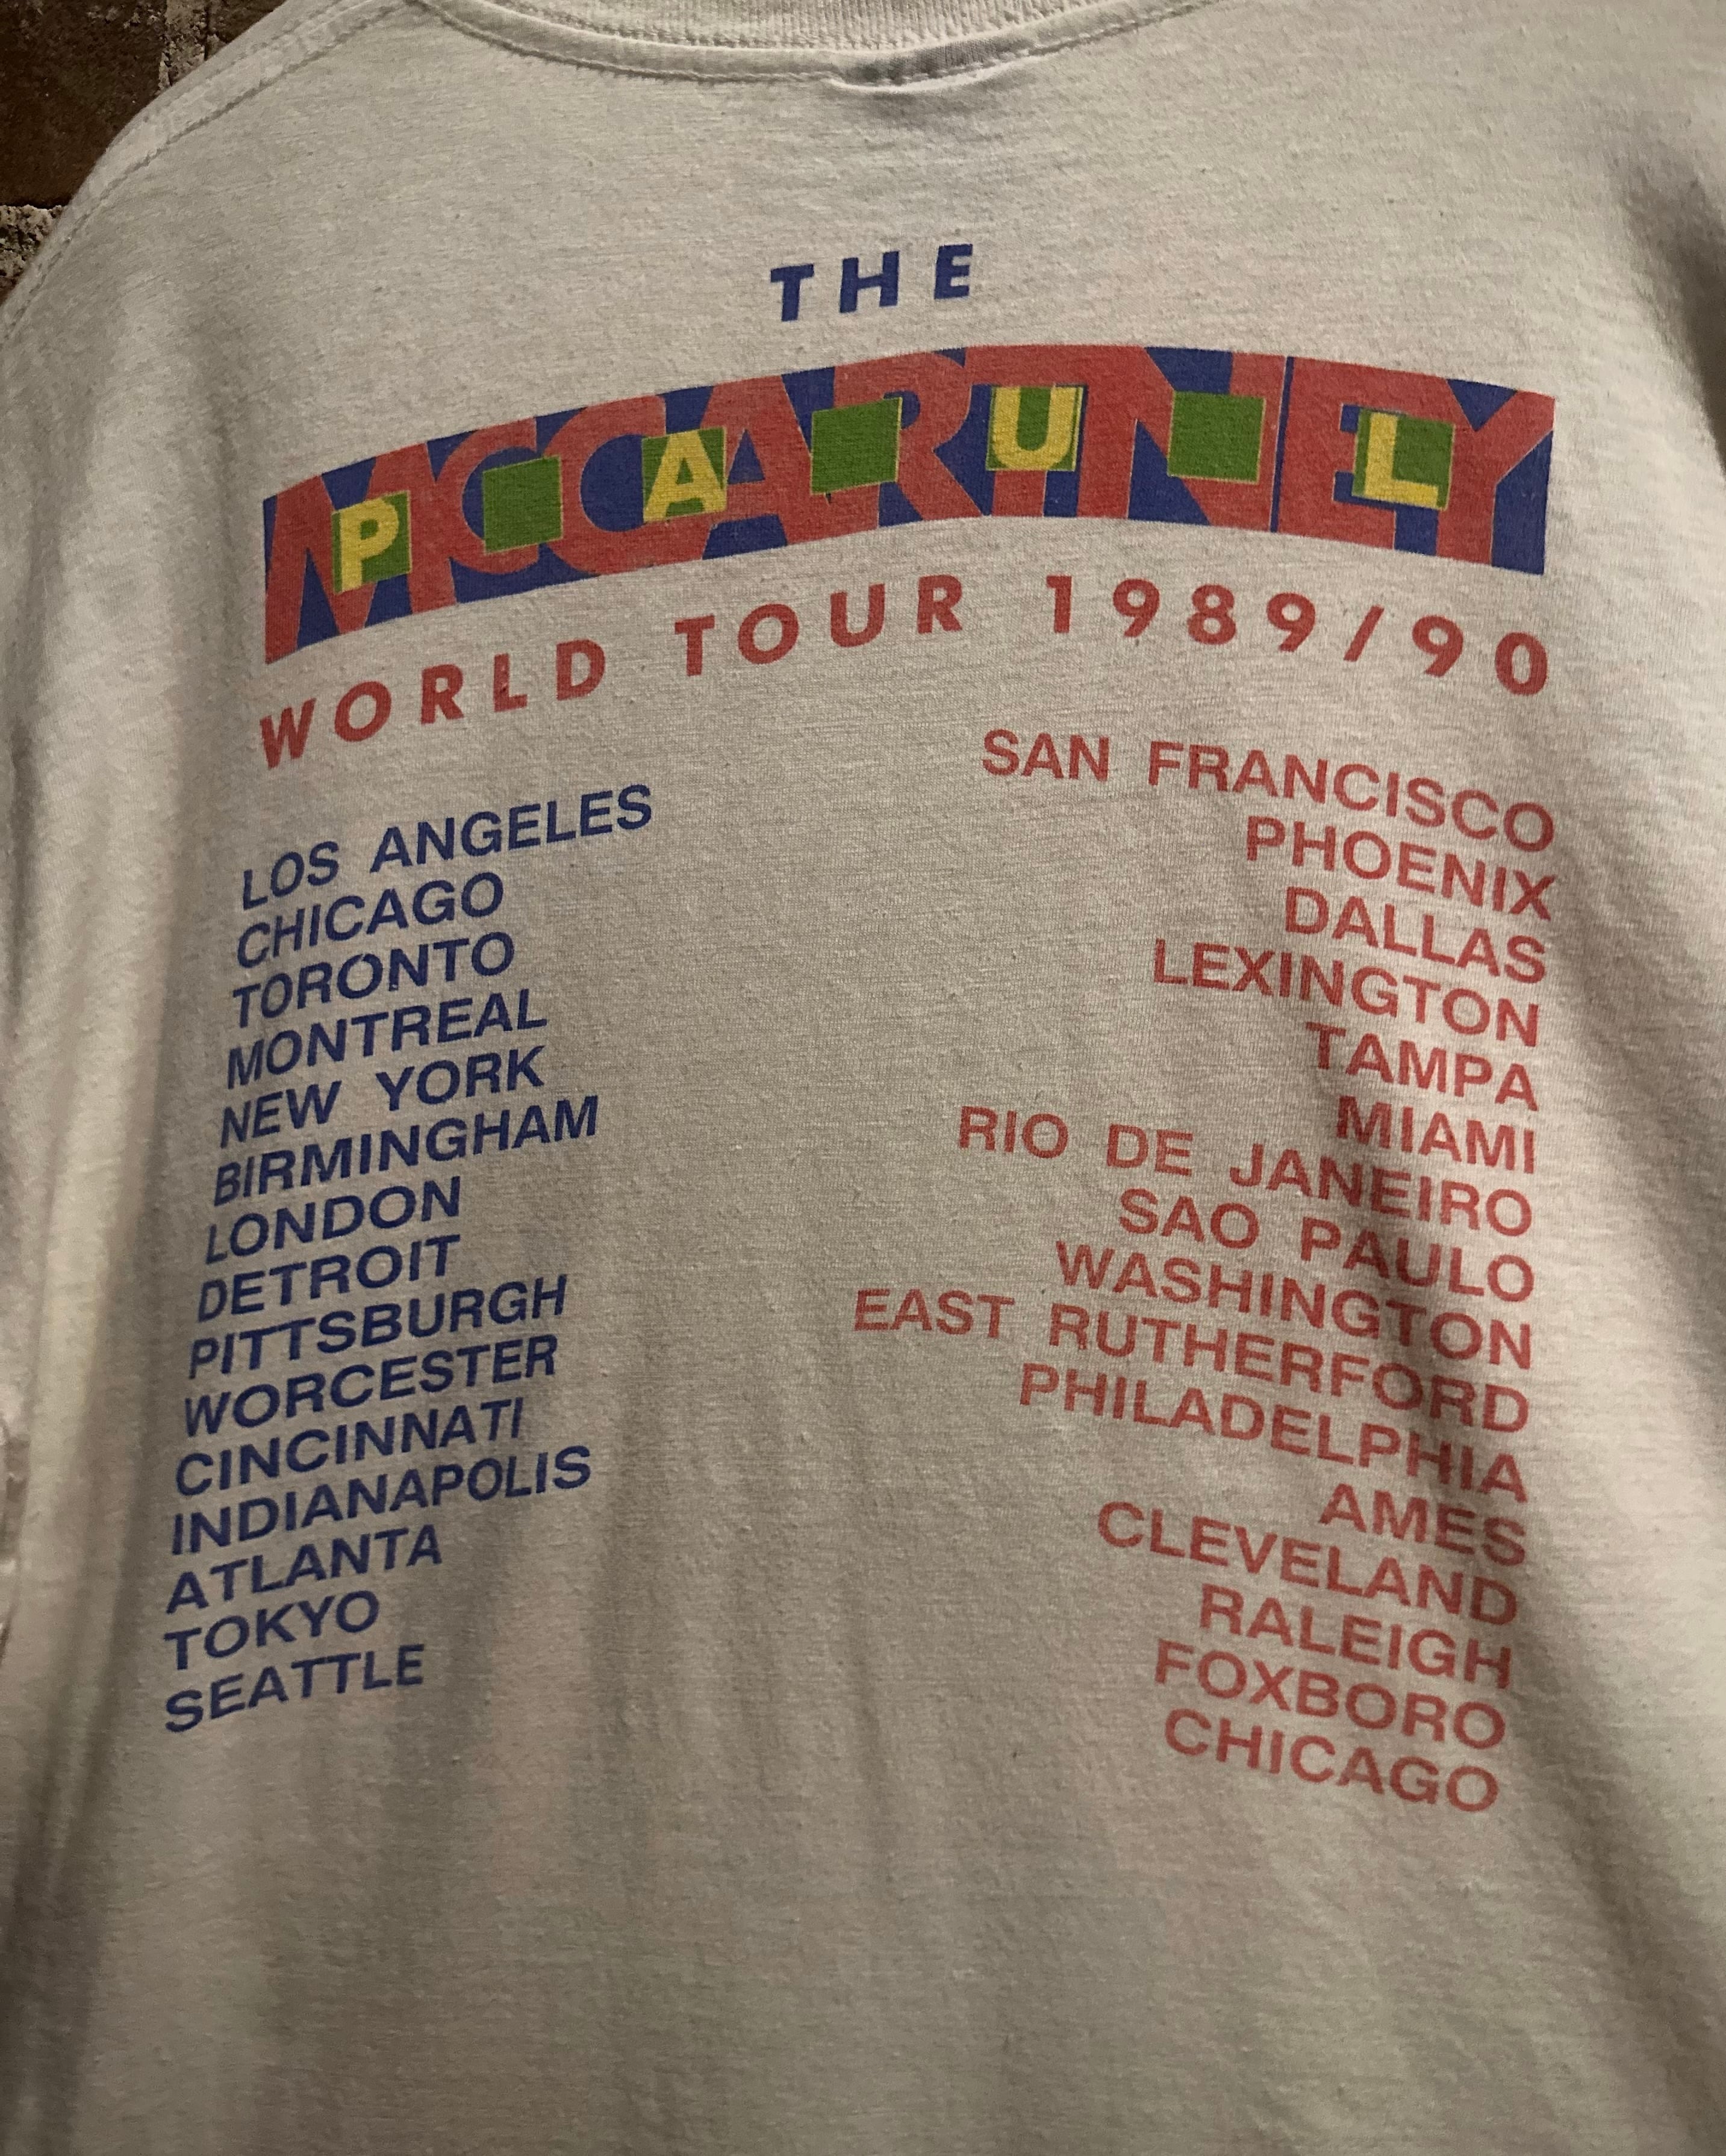 THE
MCCARTNEY
PAUL
WORLD TOUR 1989/90
LOS ANGELES
CHICAGO
TORONTO
MONTREAL
NEW YORK
BIRMINGHAM
LONDON
DETROIT
PITTSBURGH
WORCESTER
CINCINNATI
INDIANAPOLIS
ATLANTA
TOKYO
SEATTLE
SAN FRANCISCO
PHOENIX
DALLAS
LEXINGTON
TAMPA
MIAMI
RIO DE JANEIRO
SAO PAULO
WASHINGTON
EAST RUTHERFORD
PHILADELPHIA
AMES
CLEVELAND
RALEIGH
FOXBORO
CHICAGO